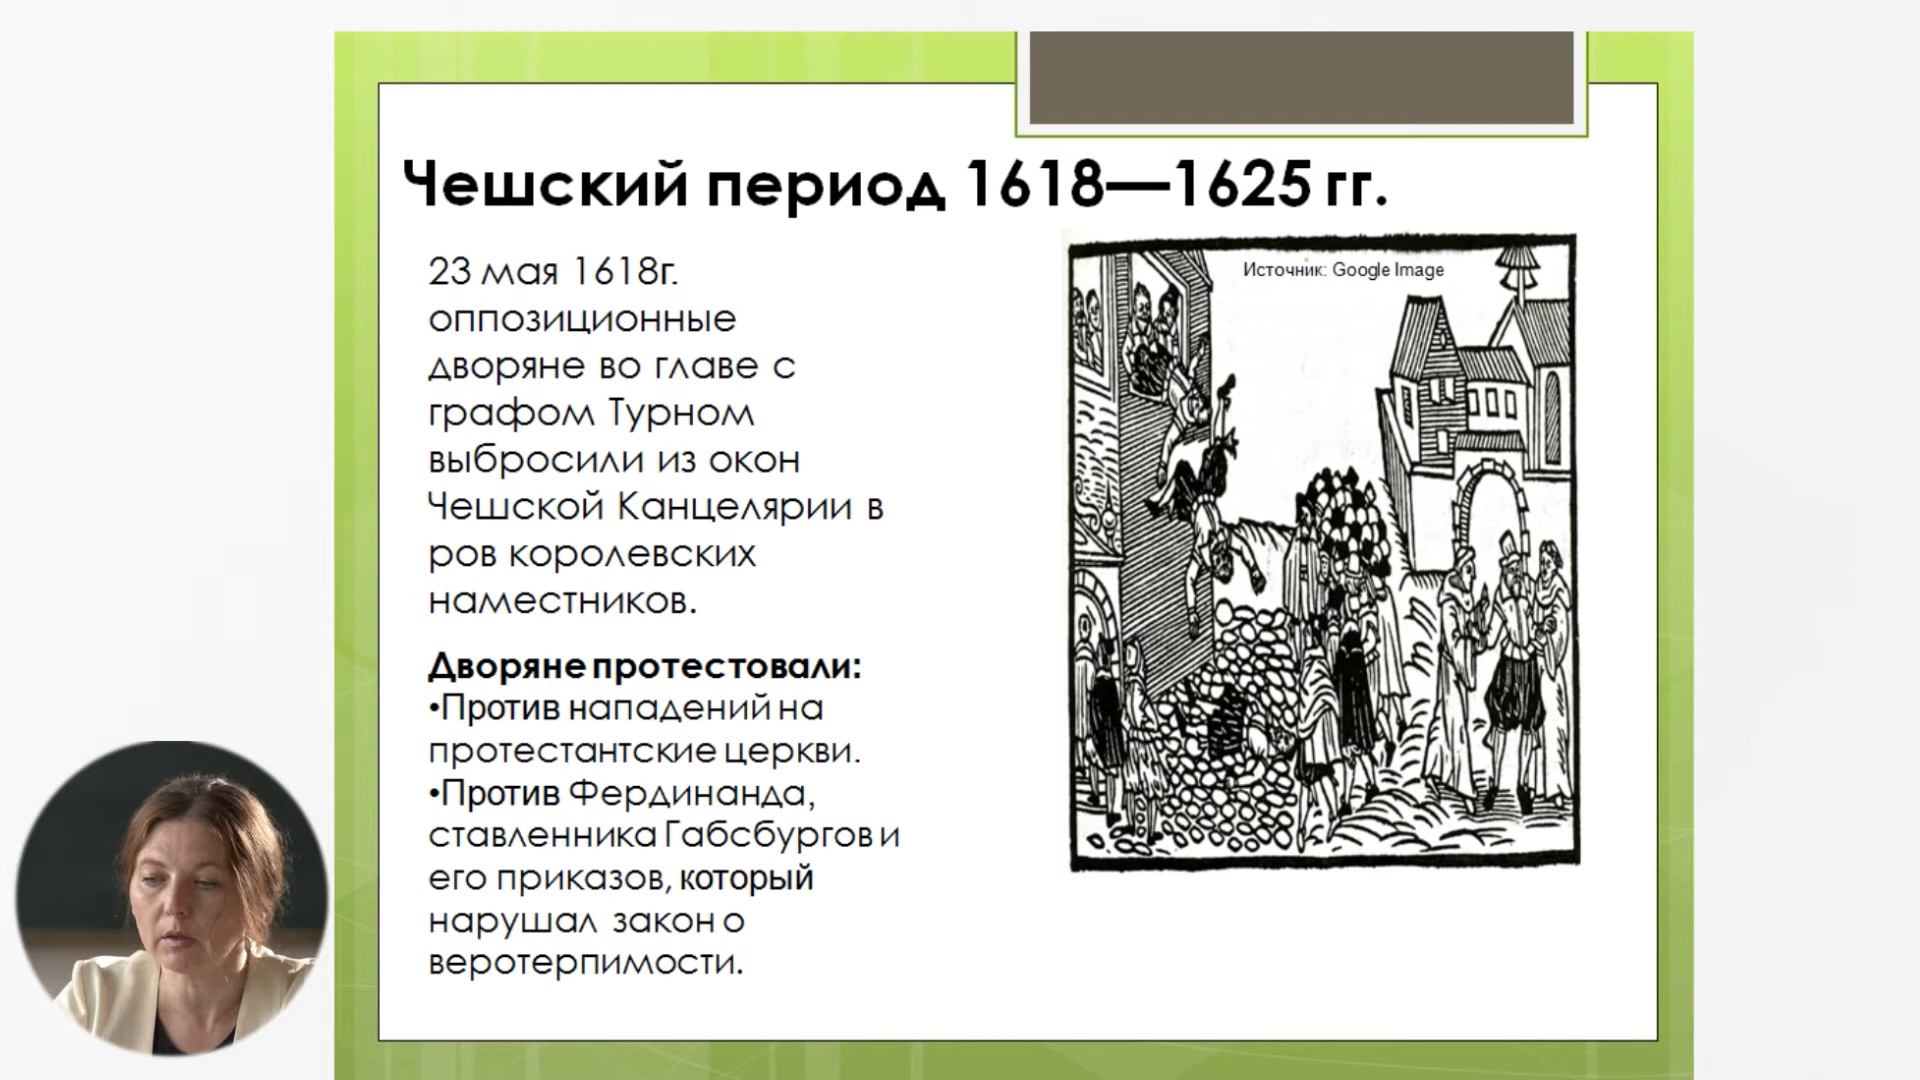 Чешский период 1618—1625 гг.
23 мая 1618г.
оппозиционные
дворяне во главе с
графом Турном
выбросили из окон
Чешской Канцелярии в
ров королевских
наместников.
Дворяне протестовали:
•Против нападений на
протестантские церкви.
•Против Фердинанда,
ставленника Габсбургов и
его приказов, который
нарушал закон о
веротерпимости.
Источник: Google Image